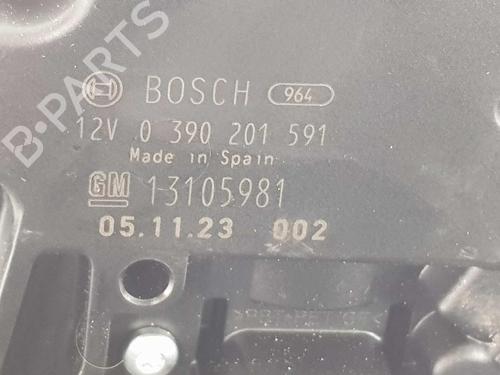 B-PARTS
BOSCH 964
12V 0 390 201 591
Made in Spain
GM 13105981
05.11.23 002